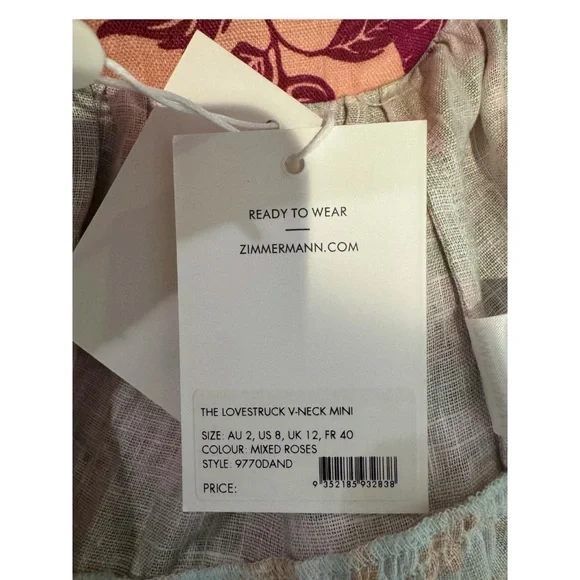 READY TO WEAR
ZIMMERMANN.COM
THE LOVESTRUCK V-NECK MINI
SIZE: AU 2, US 8, UK 12, FR 40
COLOUR: MIXED ROSES
STYLE: 9770DAND
PRICE:
9 352185 932838